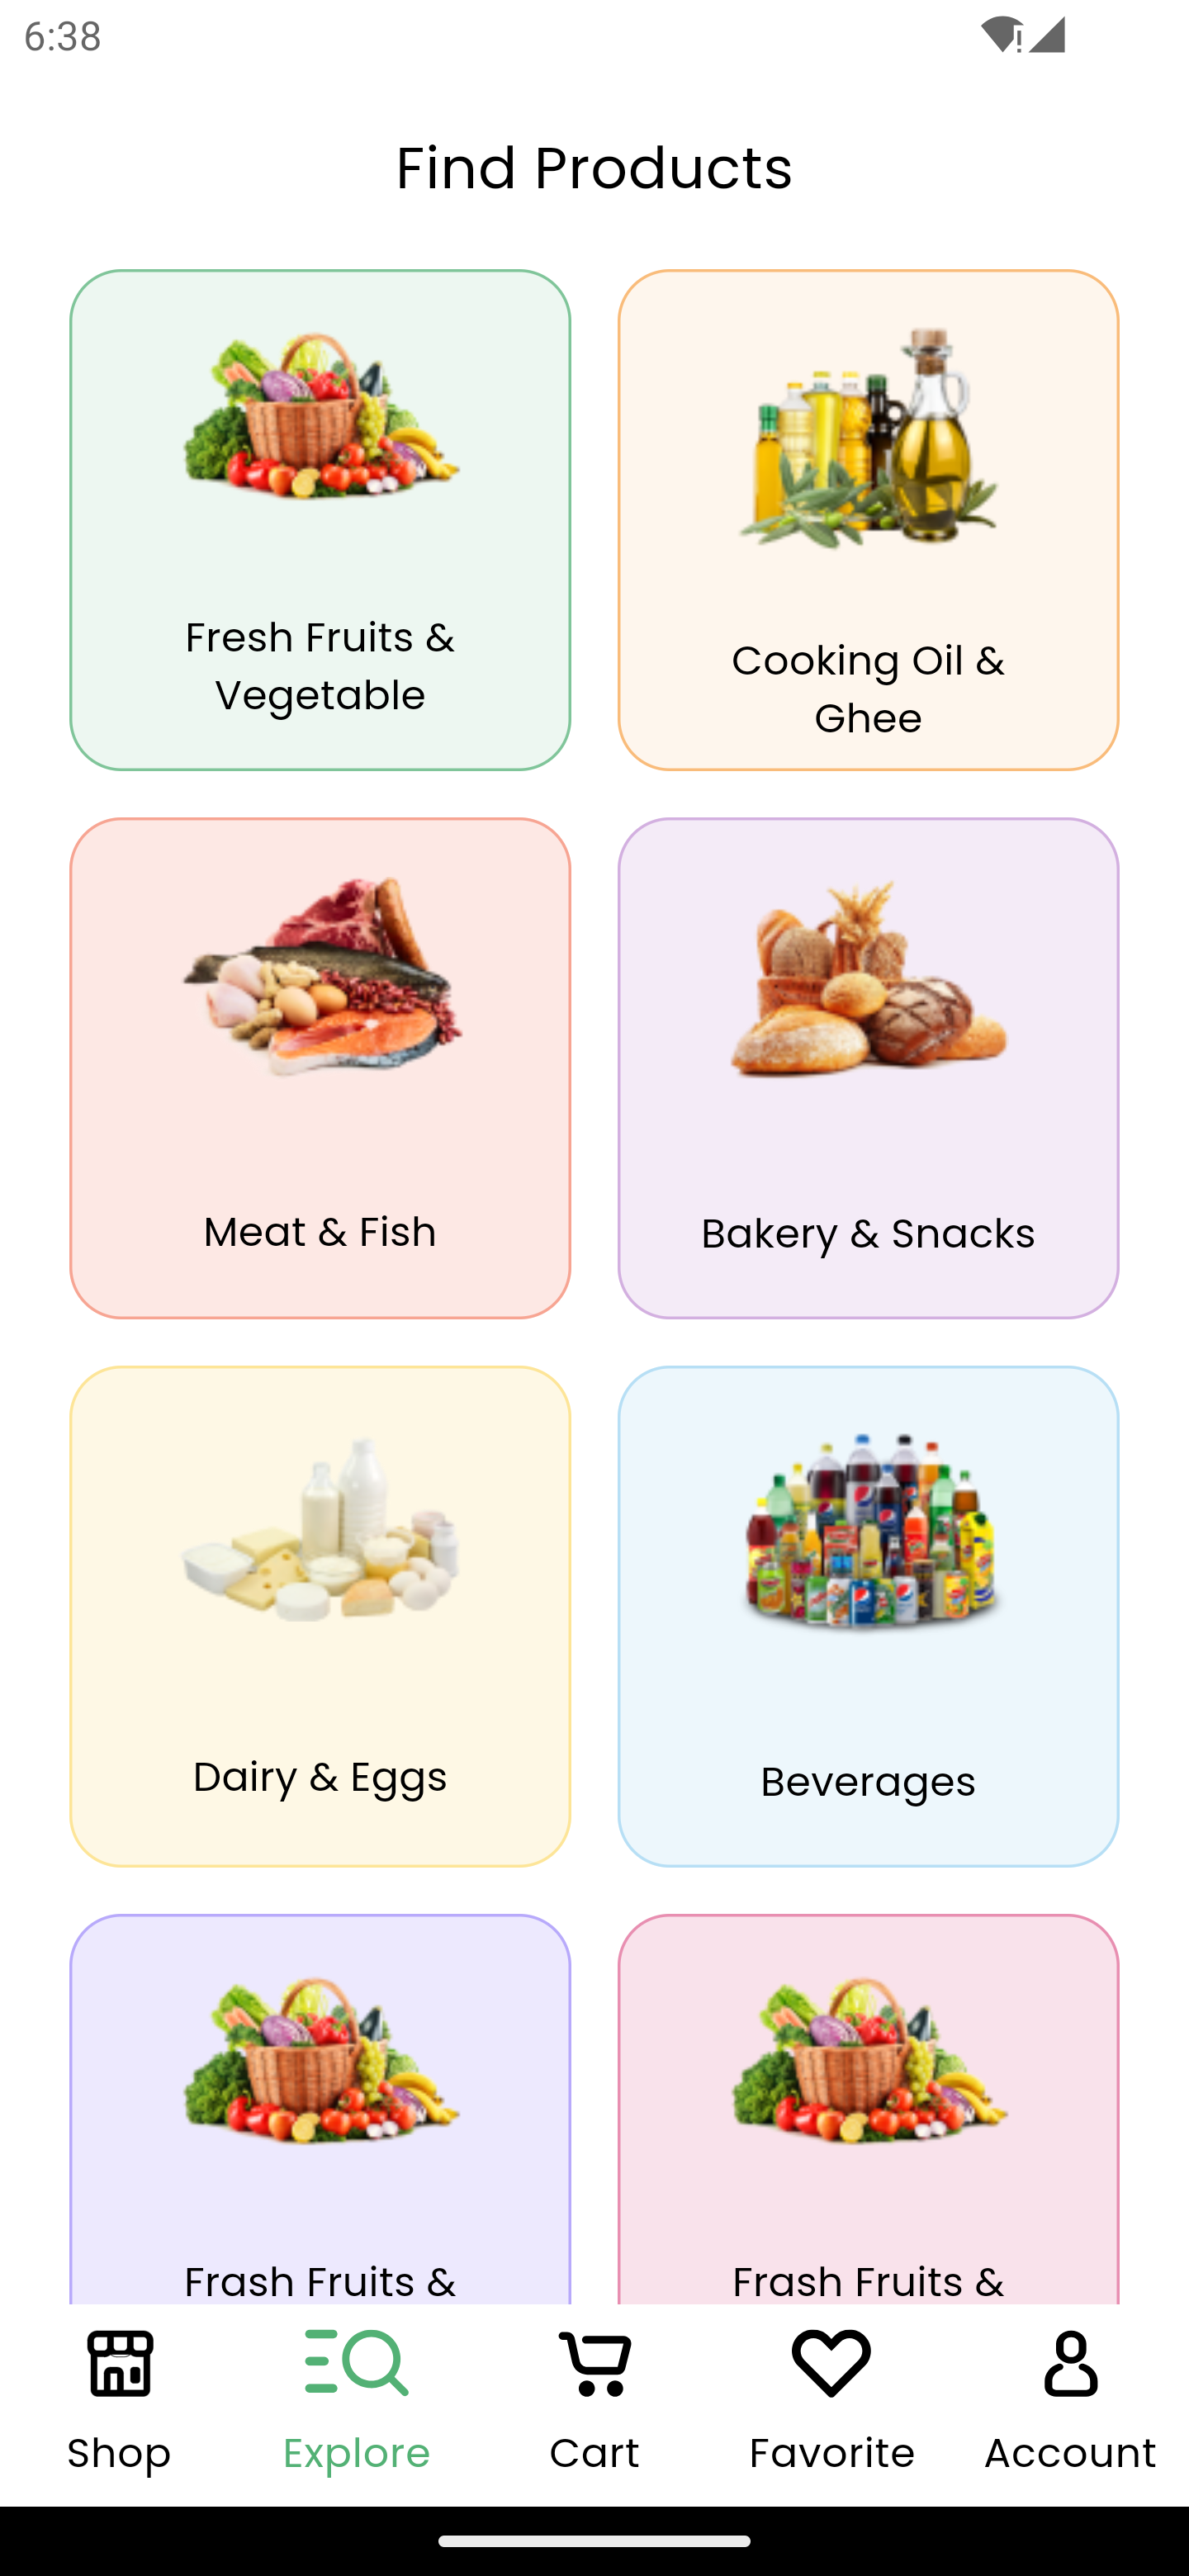 6:38
Find Products
Fresh Fruits &
Vegetable
Cooking Oil &
Ghee
Meat & Fish
Bakery & Snacks
Dairy & Eggs
Beverages
Frash Fruits &
Frash Fruits &
Shop
Explore
Cart
Favorite
Account